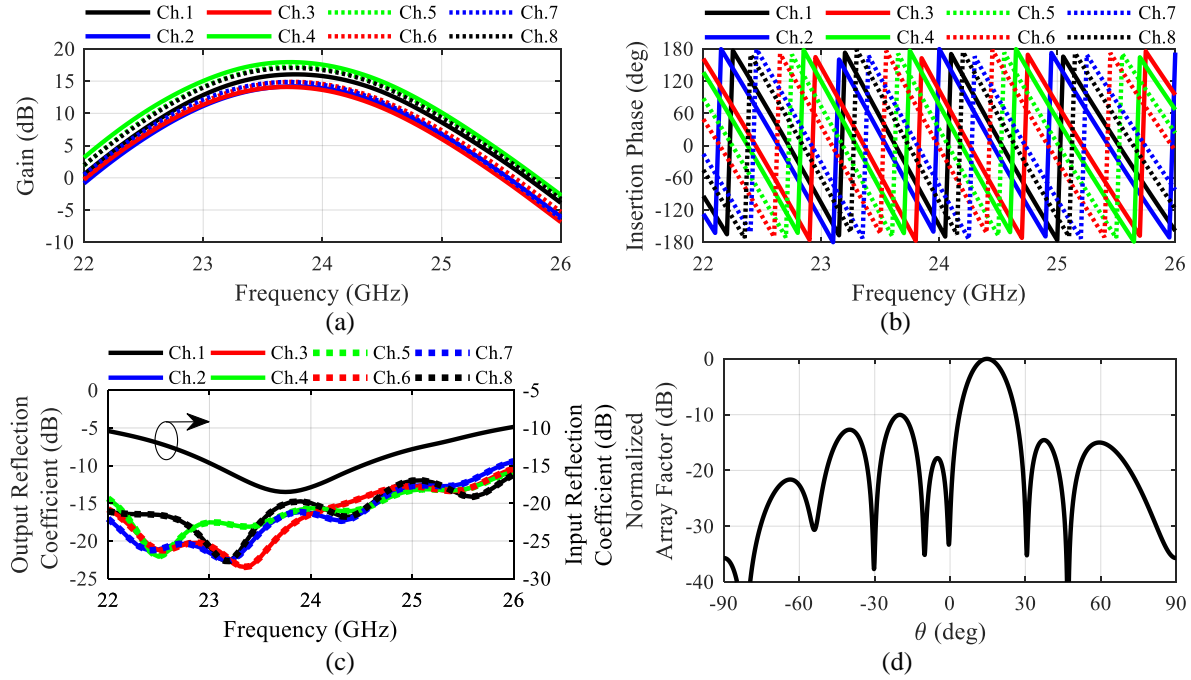 Ch.1 Ch.3 Ch.5 Ch.7
Ch.2 Ch.4 Ch.6 Ch.8
20
15
10
5
0
-5
-10
Gain (dB)
22 23 24 25 26
Frequency (GHz)
(a)
Ch.1 Ch.3 Ch.5 Ch.7
Ch.2 Ch.4 Ch.6 Ch.8
180
120
60
0
-60
-120
-180
Insertion Phase (deg)
22 23 24 25 26
Frequency (GHz)
(b)
Ch.1 Ch.3 Ch.5 Ch.7
Ch.2 Ch.4 Ch.6 Ch.8
0
-5
-10
-15
-20
-25
Output Reflection
Coefficient (dB)
-5
-10
-15
-20
-25
-30
Input Reflection
Coefficient (dB)
22 23 24 25 26
Frequency (GHz)
(c)
0
-10
-20
-30
-40
Normalized
Array Factor (dB)
-90 -60 -30 0 30 60 90
θ (deg)
(d)